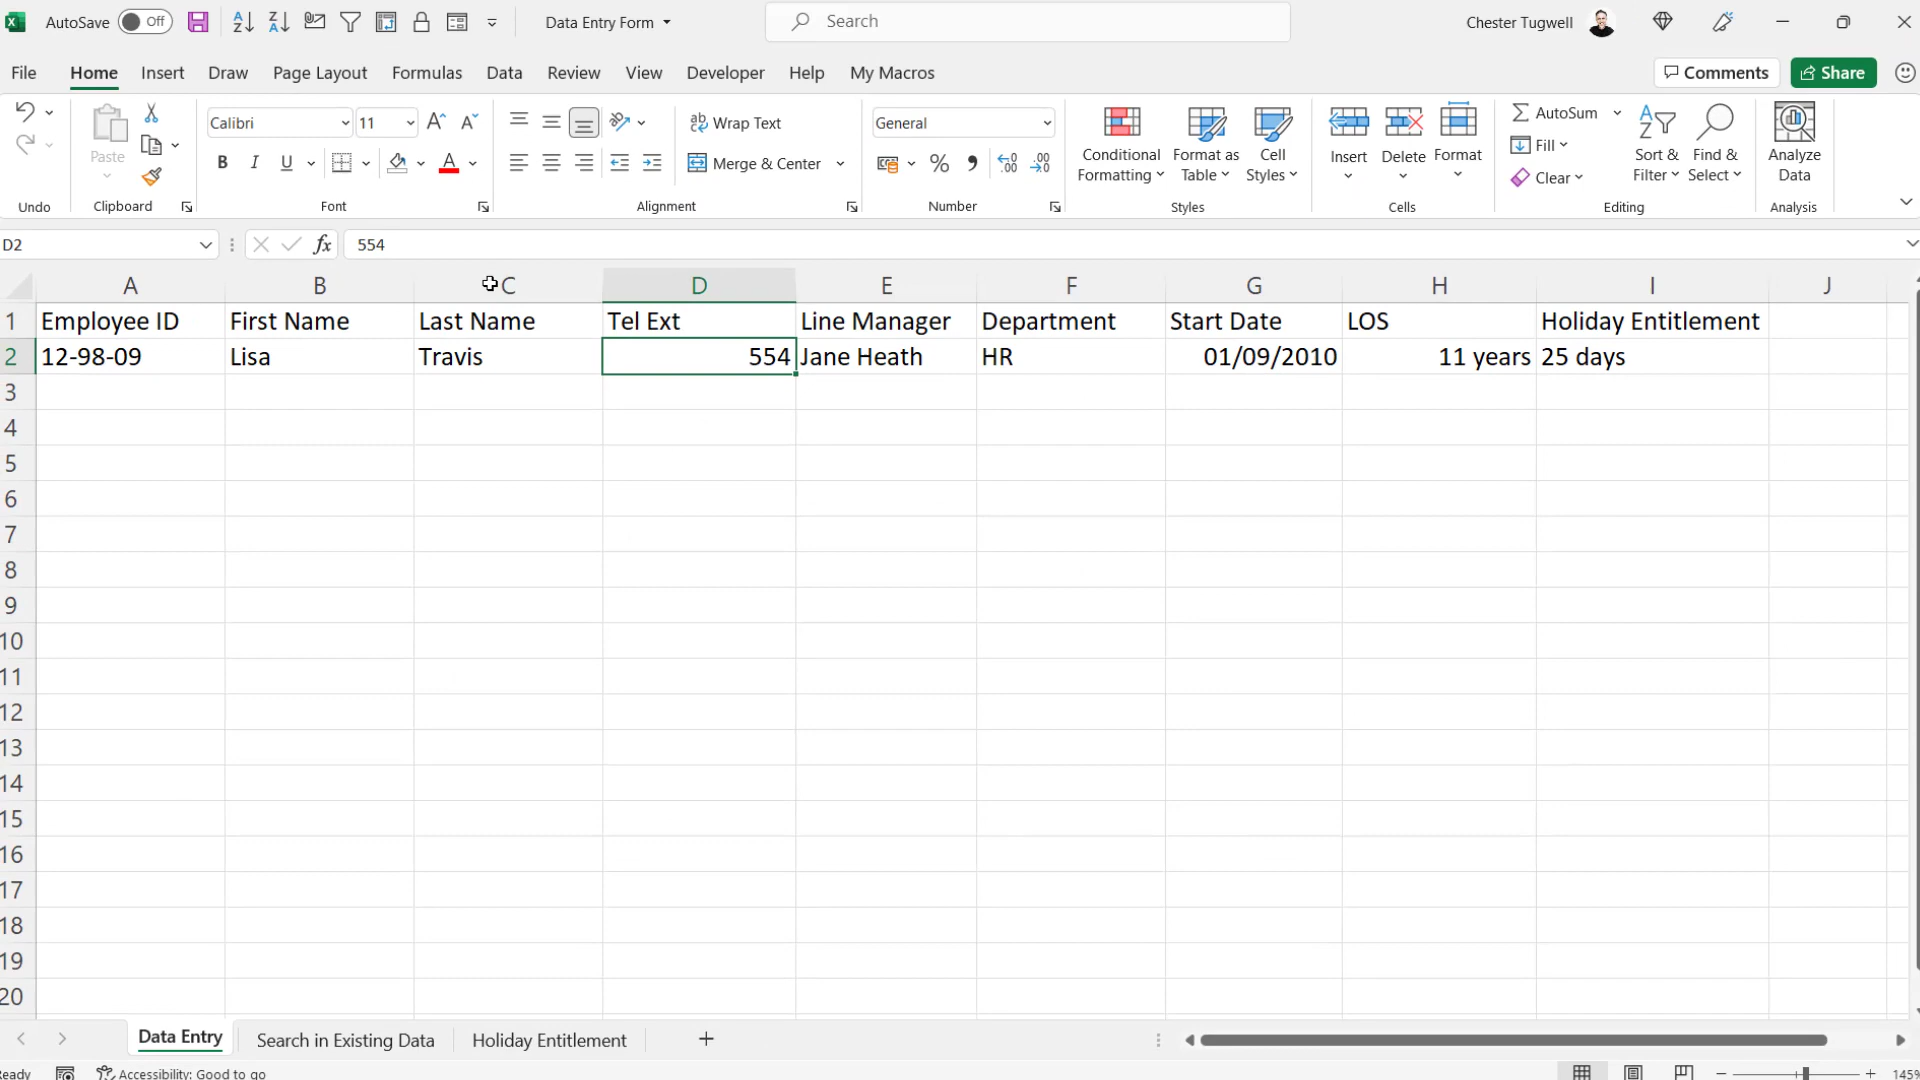 AutoSave Off Data Entry Form Search Chester Tugwell
File Home Insert Draw Page Layout Formulas Data Review View Developer Help My Macros Comments Share
Paste Calibri 11 Wrap Text General Conditional Formatting Format as Table Cell Styles Insert Delete Format AutoSum Sort & Filter Find & Select Analyze Data
B I U Merge & Center % Fill
Clear
Undo Clipboard Font Alignment Number Styles Cells Editing Analysis
D2 fx 554
A B C D E F G H I J
1 Employee ID First Name Last Name Tel Ext Line Manager Department Start Date LOS Holiday Entitlement
2 12-98-09 Lisa Travis 554 Jane Heath HR 01/09/2010 11 years 25 days
3
4
5
6
7
8
9
10
11
12
13
14
15
16
17
18
19
20
Data Entry Search in Existing Data Holiday Entitlement
Accessibility: Good to go 145%